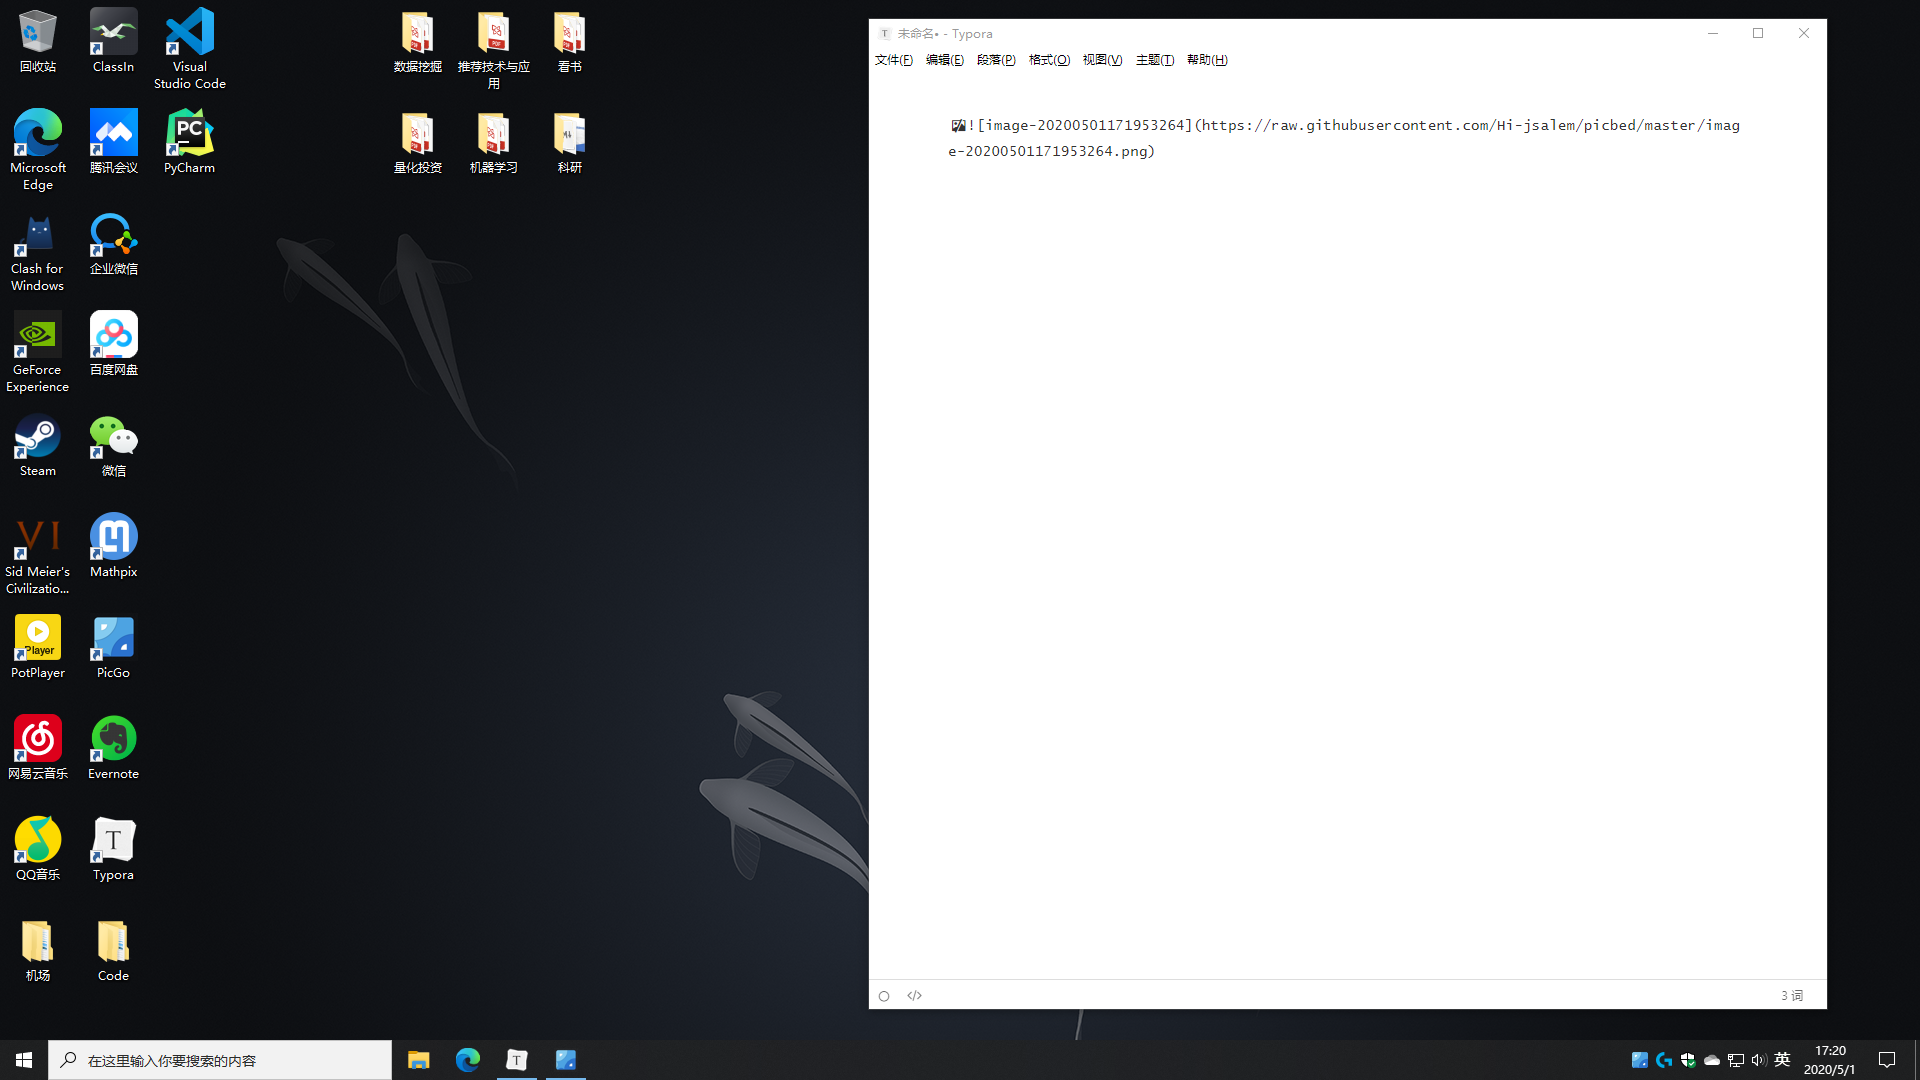 回收站
ClassIn
Visual
Studio Code
数据挖掘
推荐技术与应
用
看书
Microsoft
Edge
腾讯会议
PyCharm
量化投资
机器学习
科研
Clash for
Windows
企业微信
GeForce
Experience
百度网盘
Steam
微信
Sid Meier's
Civilizatio...
Mathpix
Player
PotPlayer
PicGo
网易云音乐
Evernote
QQ音乐
Typora
机场
Code
未命名• - Typora
文件(F) 编辑(E) 段落(P) 格式(O) 视图(V) 主题(T) 帮助(H)
![image-20200501171953264](https://raw.githubusercontent.com/Hi-jsalem/picbed/master/imag
e-20200501171953264.png)
</>
3 词
在这里输入你要搜索的内容
英
17:20
2020/5/1